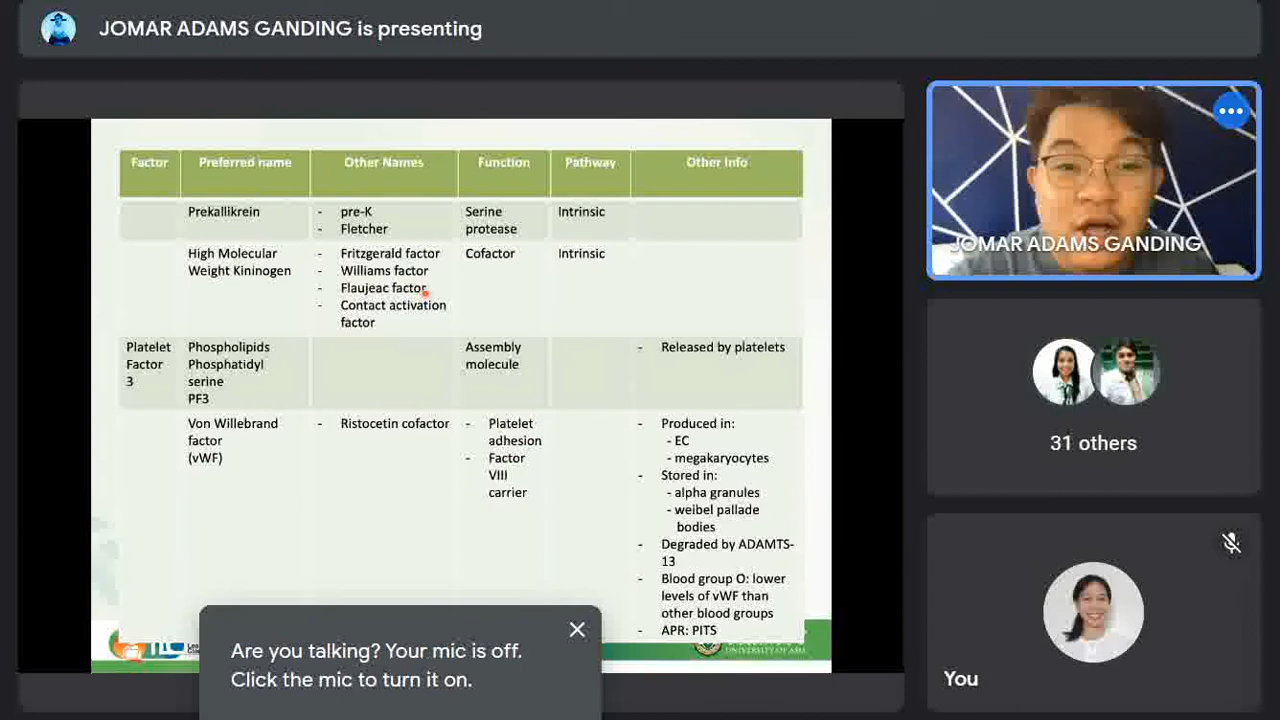 JOMAR ADAMS GANDING is presenting
Factor Preferred name Other Names Function Pathway Other Info
Prekallikrein - pre-K Serine Intrinsic
- Fletcher protease
High Molecular - Fritzgerald factor Cofactor Intrinsic
Weight Kininogen - Williams factor
- Flaujeac factor
- Contact activation
factor
Platelet Phospholipids Assembly - Released by platelets
Factor Phosphatidyl molecule
3 serine
PF3
Von Willebrand - Ristocetin cofactor - Platelet - Produced in:
factor adhesion - EC
(vWF) - Factor - megakaryocytes
VIII - Stored in:
carrier - alpha granules
- weibel pallade
bodies
- Degraded by ADAMTS-
13
- Blood group O: lower
levels of vWF than
other blood groups
- APR: PITS
Are you talking? Your mic is off.
Click the mic to turn it on.
JOMAR ADAMS GANDING
31 others
You